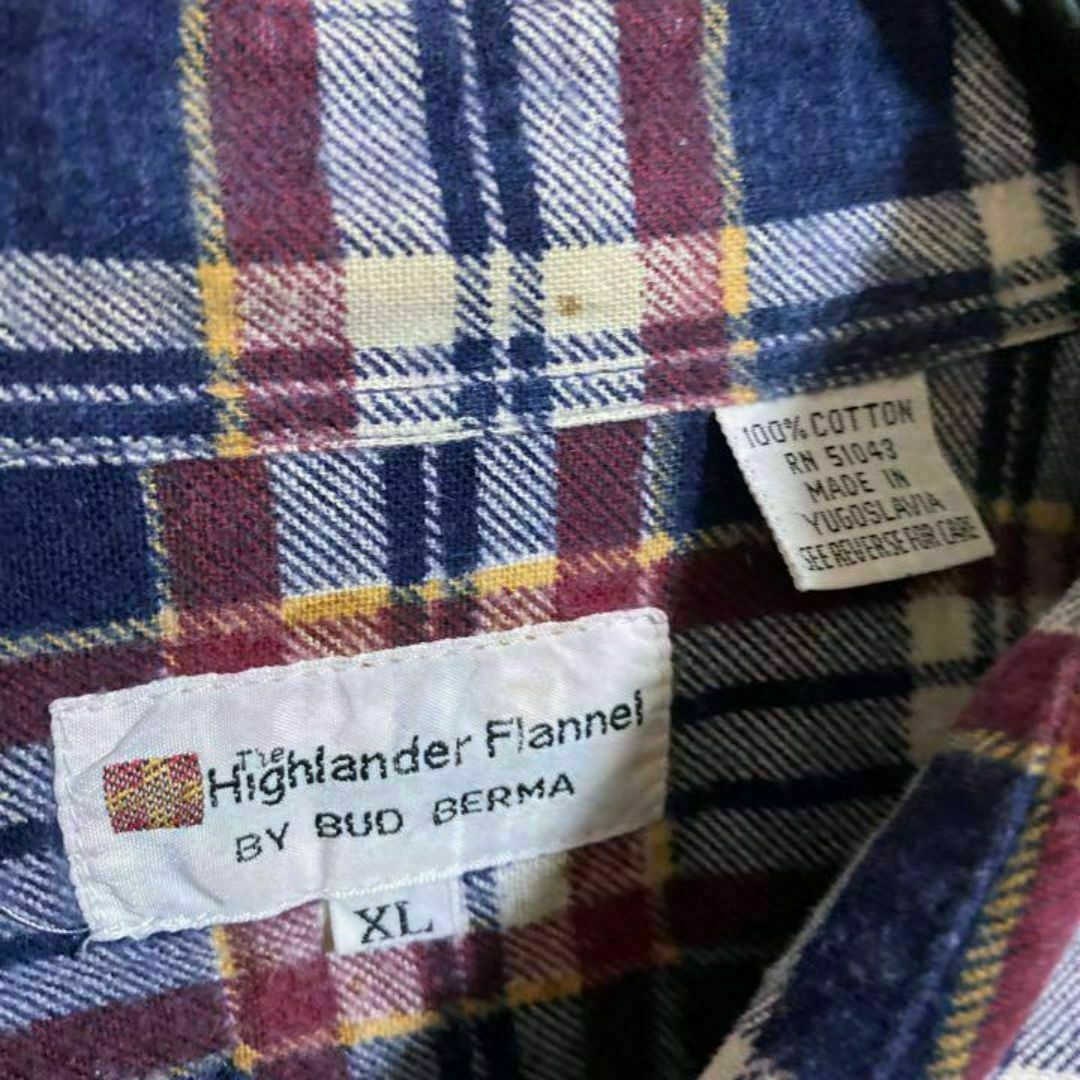 100% COTTON
RN 51043
MADE IN
YUGOSLAVIA
SEE REVERSE FOR CARE
The Highlander Flannel
BY BUD BERMA
XL